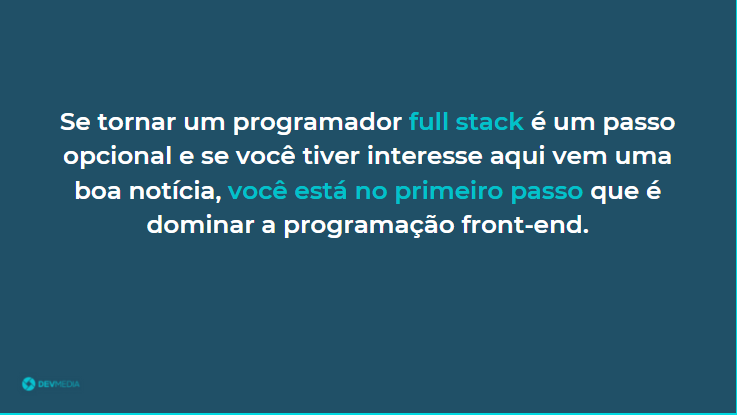 Se tornar um programador full stack é um passo
opcional e se você tiver interesse aqui vem uma
boa notícia, você está no primeiro passo que é
dominar a programação front-end.
DEVMEDIA